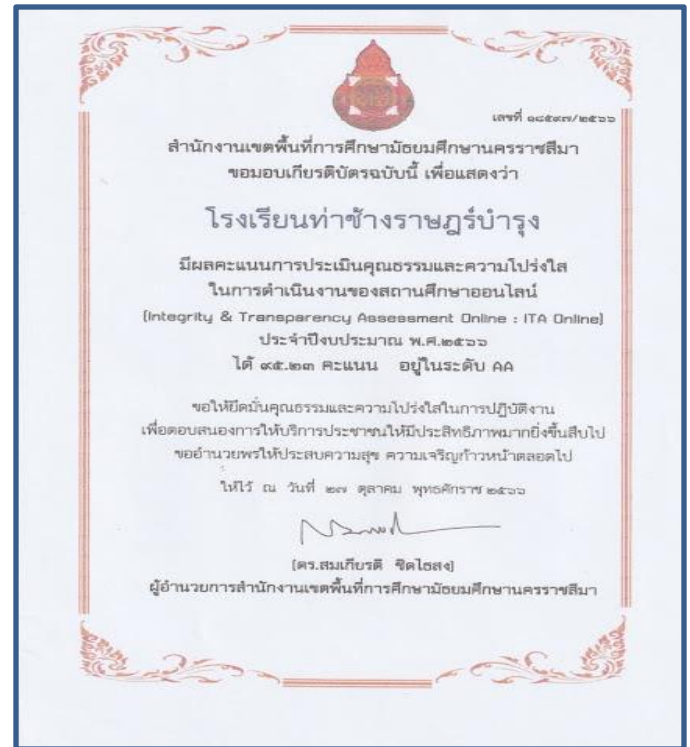 เลขที่ ๑๘๕๙๗/๒๕๖๖
สำนักงานเขตพื้นที่การศึกษามัธยมศึกษานครราชสีมา
ขอมอบเกียรติบัตรฉบับนี้ เพื่อแสดงว่า
โรงเรียนท่าช้างราษฎร์บำรุง
มีผลคะแนนการประเมินคุณธรรมและความโปร่งใส
ในการดำเนินงานของสถานศึกษาออนไลน์
(Integrity & Transparency Assessment Online : ITA Online)
ประจำปีงบประมาณ พ.ศ.๒๕๖๖
ได้ ๙๕.๒๓ คะแนน อยู่ในระดับ AA
ขอให้ยึดมั่นคุณธรรมและความโปร่งใสในการปฏิบัติงาน
เพื่อตอบสนองการให้บริการประชาชนให้มีประสิทธิภาพมากยิ่งขึ้นสืบไป
ขออำนวยพรให้ประสบความสุข ความเจริญก้าวหน้าตลอดไป
ให้ไว้ ณ วันที่ ๒๗ ตุลาคม พุทธศักราช ๒๕๖๖
(ดร.สมเกียรติ ชิดไธสง)
ผู้อำนวยการสำนักงานเขตพื้นที่การศึกษามัธยมศึกษานครราชสีมา